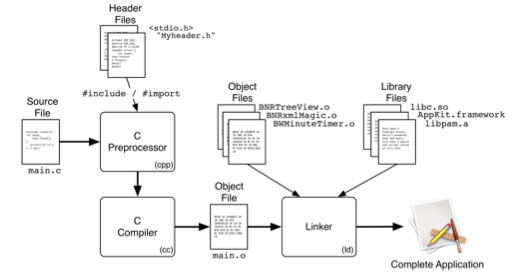 Header
Files
<stdio.h>
"Myheader.h"
#include / #import
Source
File
main.c
C
Preprocessor
(cpp)
Object
Files
BNRTreeView.o
BNRxmlMagic.o
BWMinuteTimer.o
Library
Files
libc.so
AppKit.framework
libpam.a
C
Compiler
(cc)
Object
File
main.o
Linker
(ld)
Complete Application